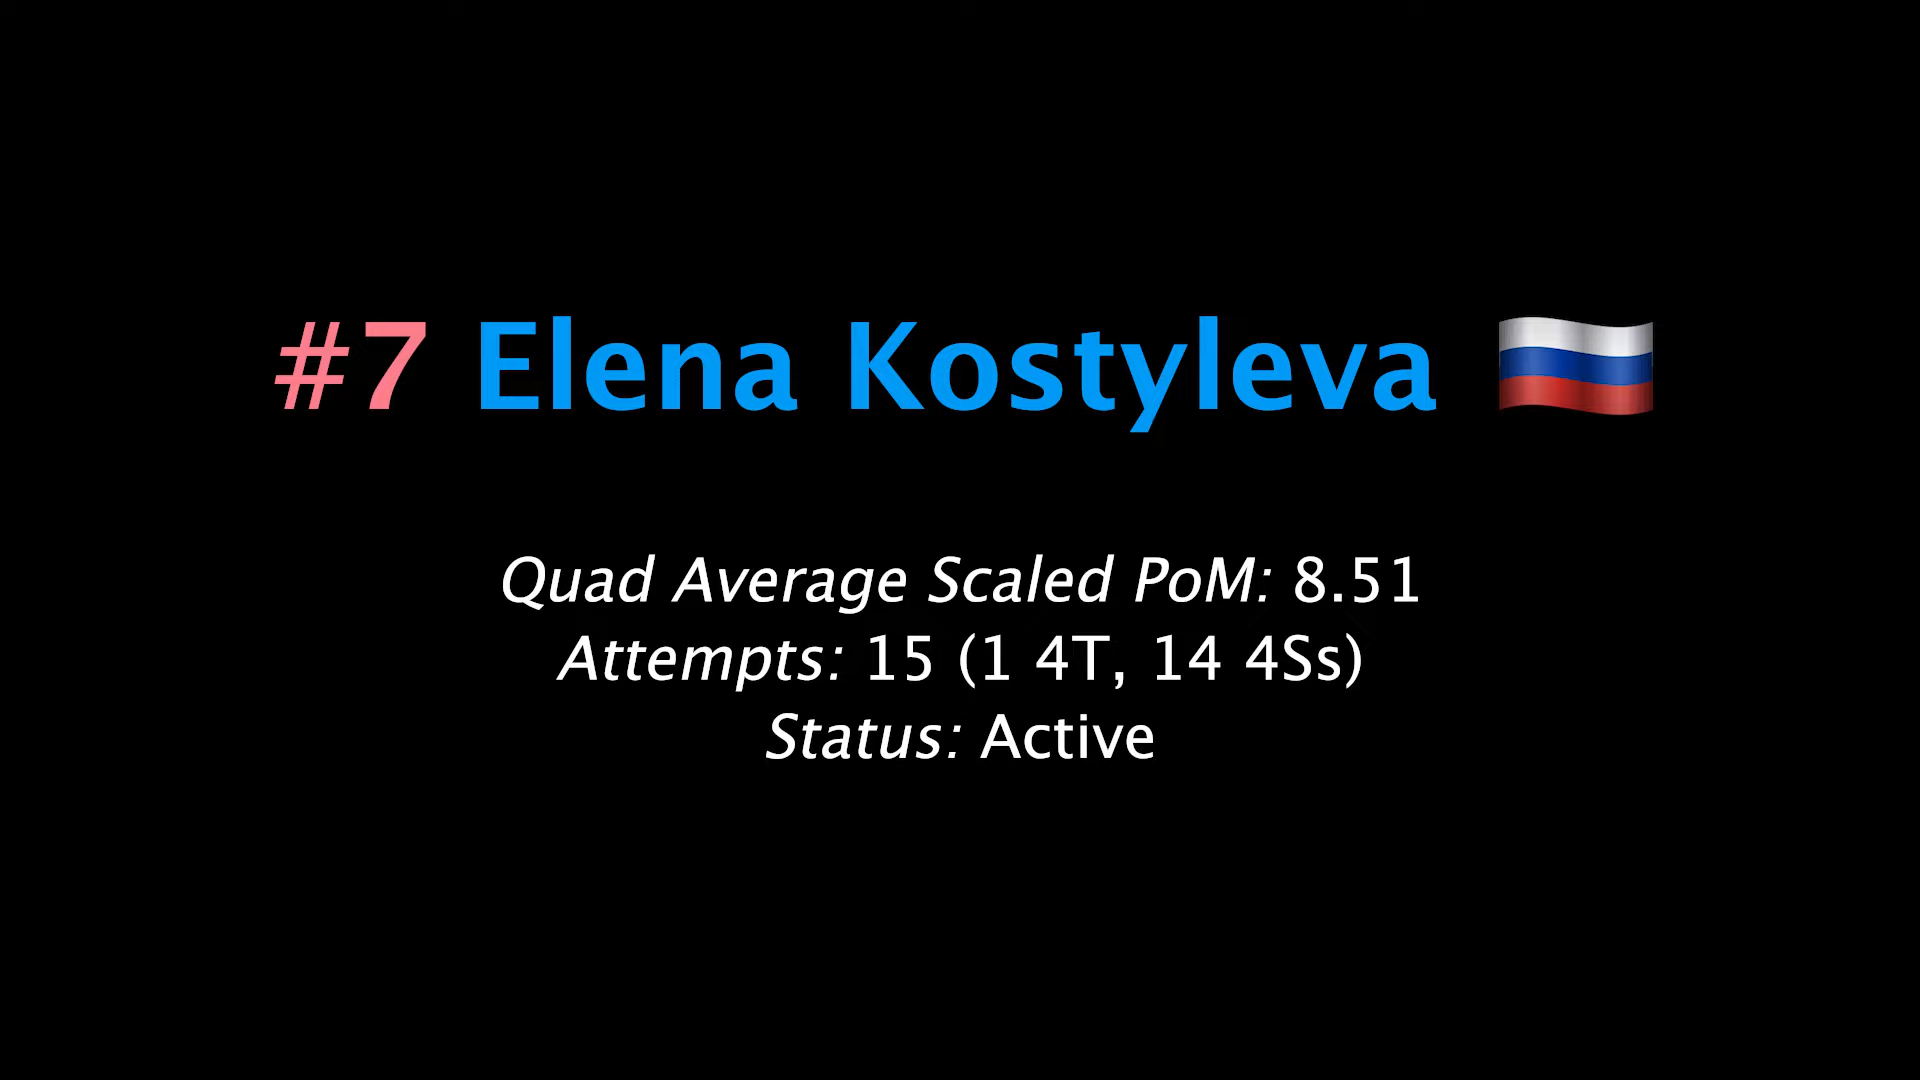 #7 Elena Kostyleva 🇷🇺
Quad Average Scaled PoM: 8.51
Attempts: 15 (1 4T, 14 4Ss)
Status: Active